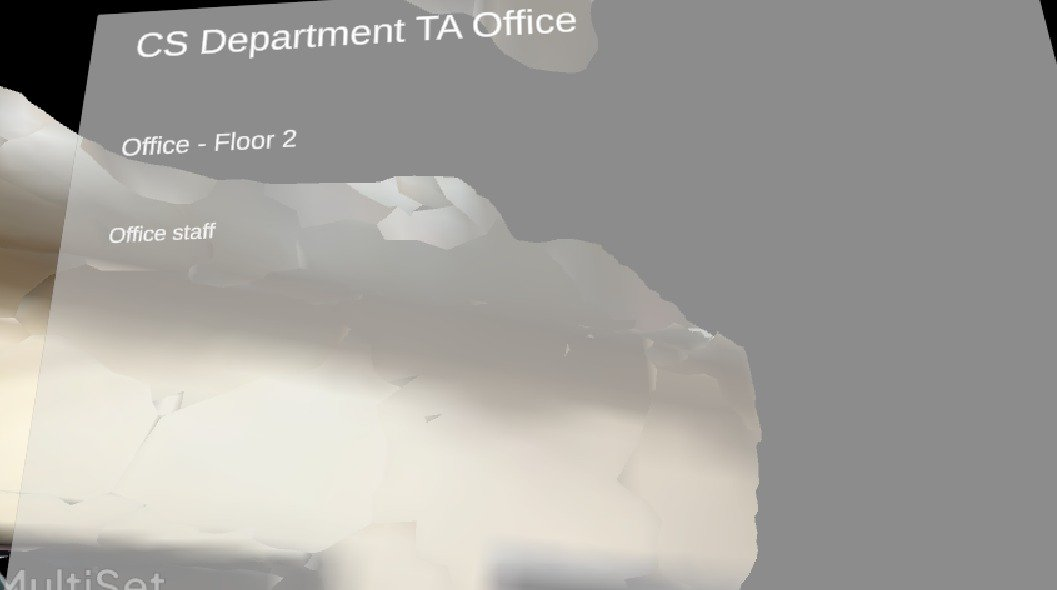 CS Department TA Office
Office - Floor 2
Office staff
MultiSet